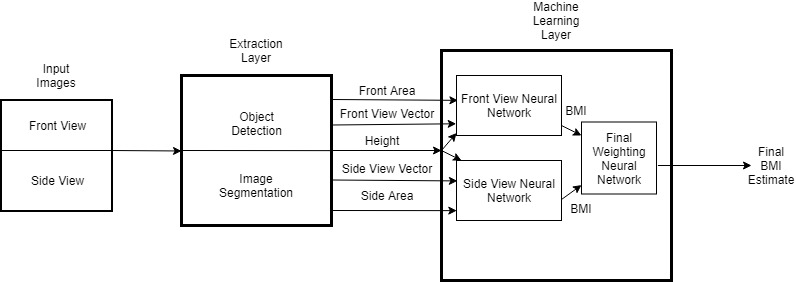 Input
Images
Front View
Side View
Extraction
Layer
Object
Detection
Image
Segmentation
Front Area
Front View Vector
Height
Side View Vector
Side Area
Machine
Learning
Layer
Front View Neural
Network
BMI
Side View Neural
Network
BMI
Final
Weighting
Neural
Network
Final
BMI
Estimate